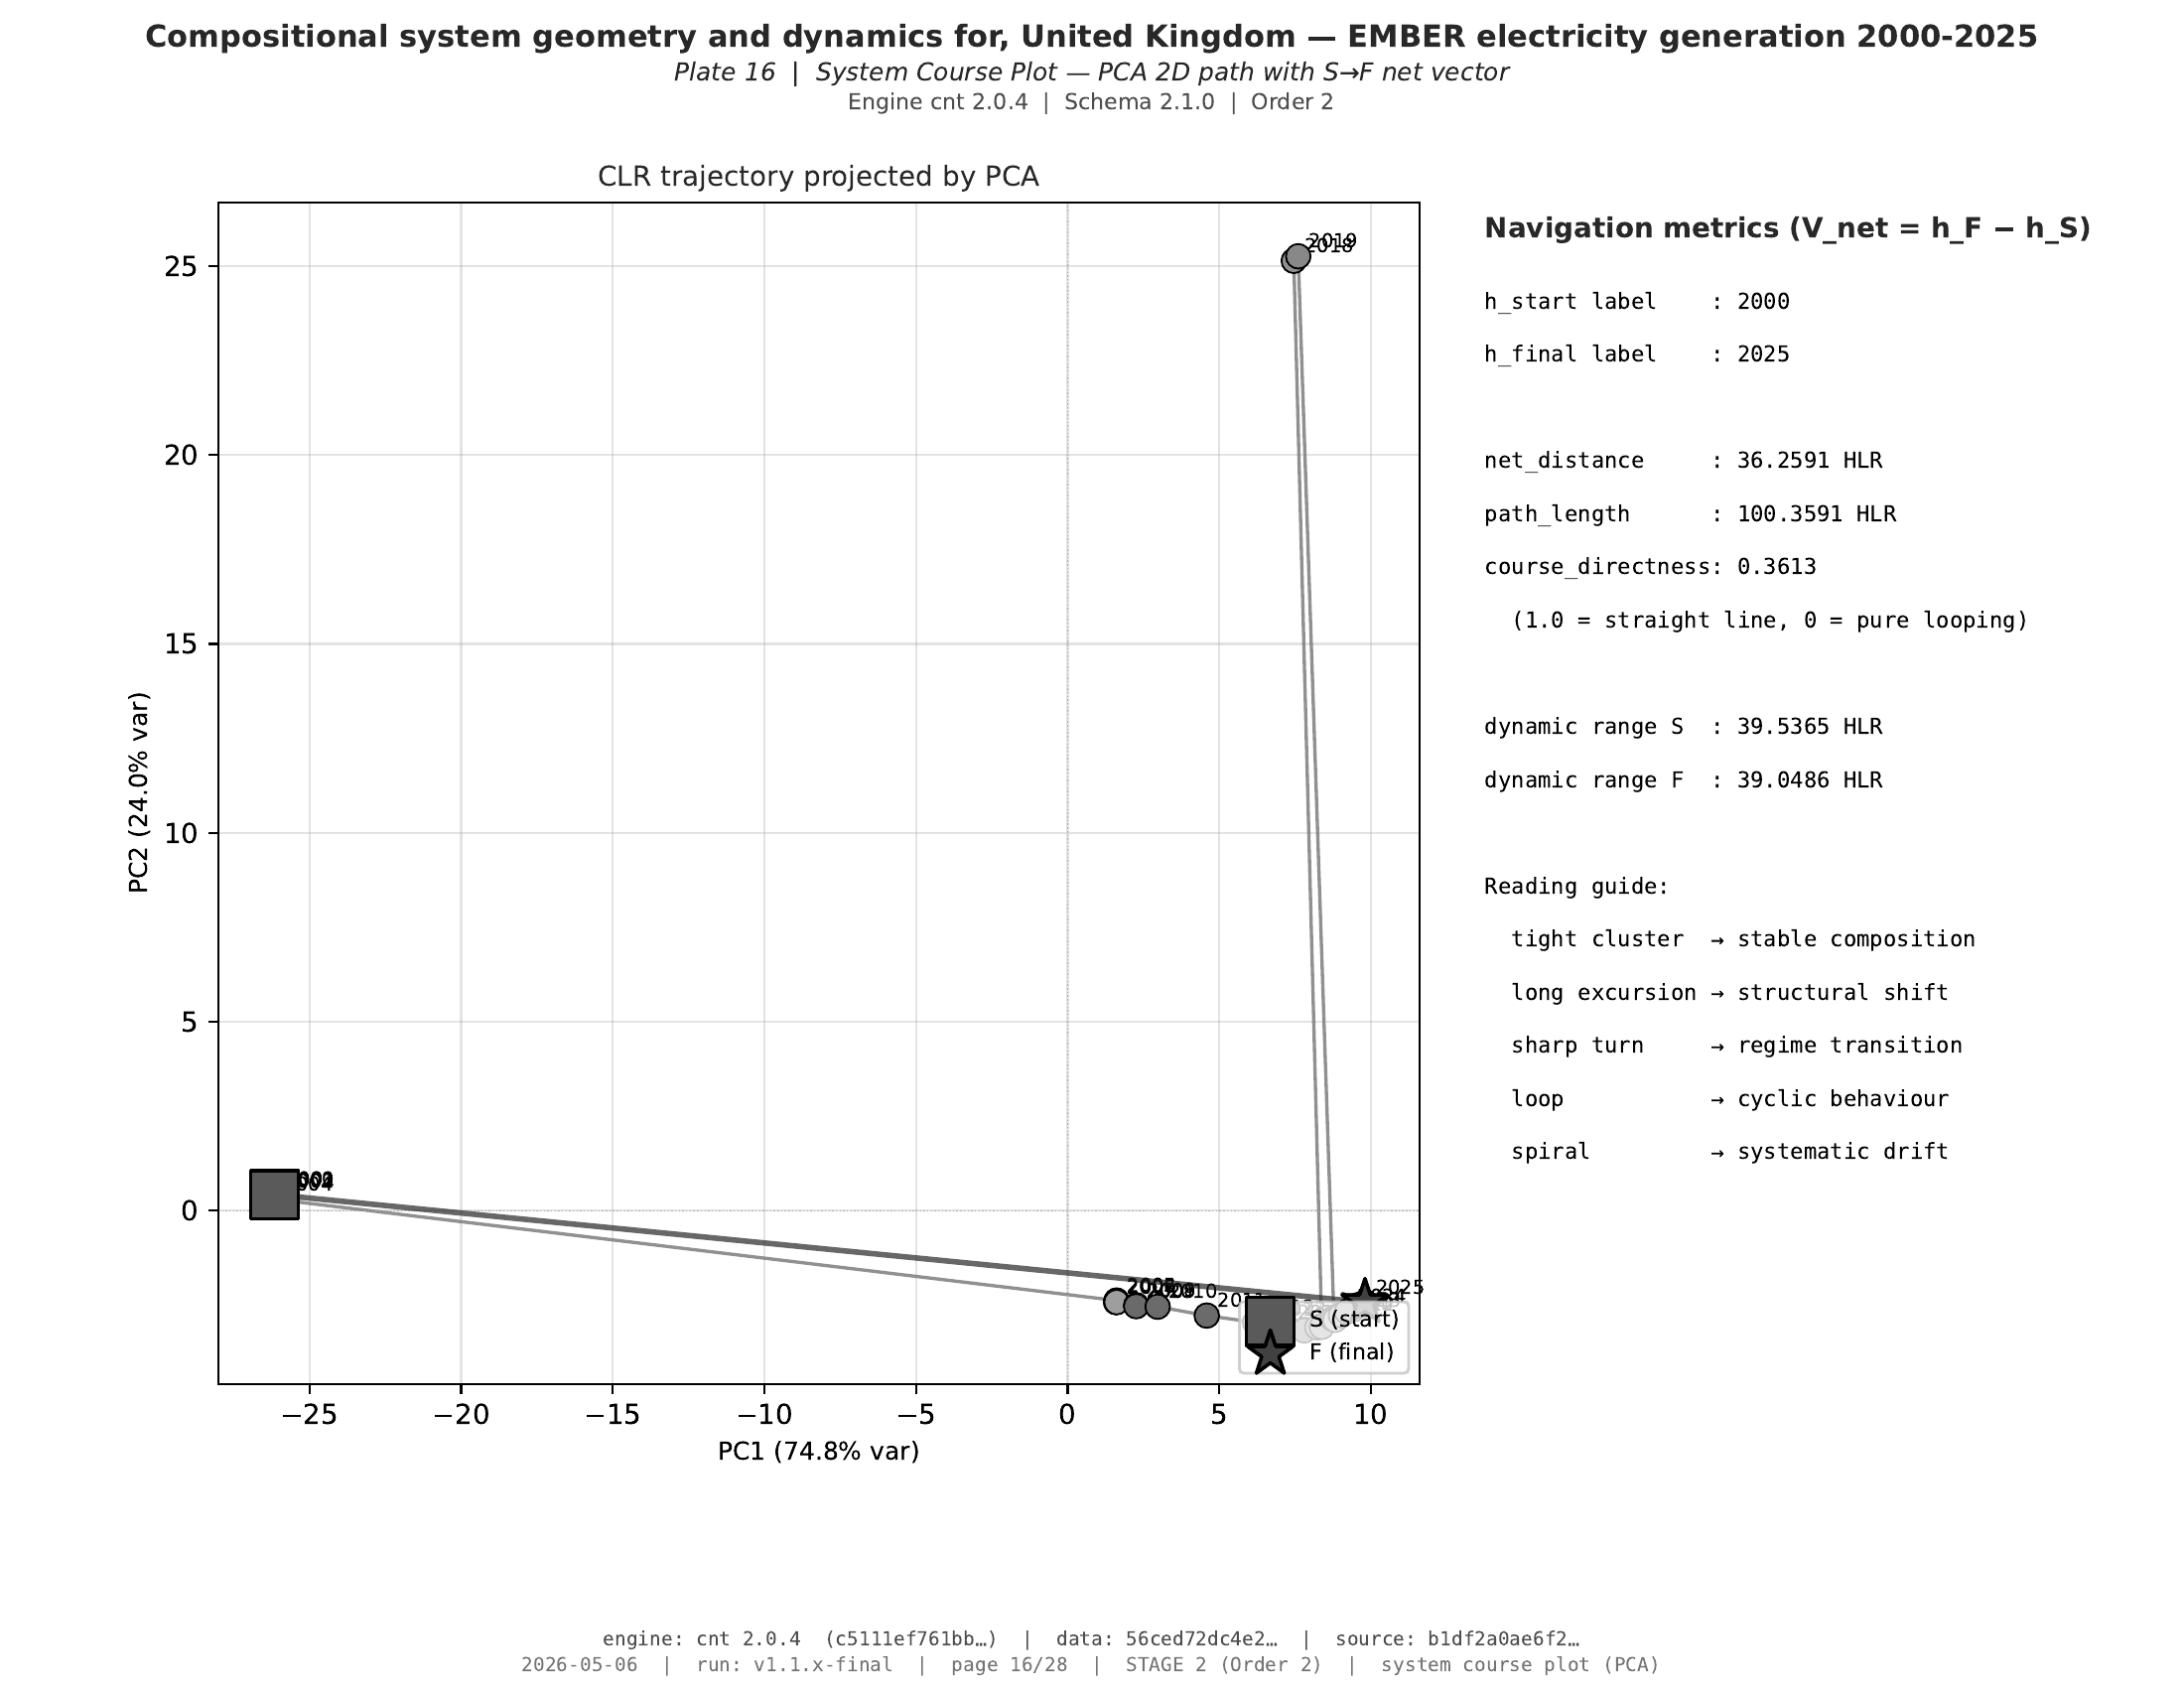 Compositional system geometry and dynamics for, United Kingdom — EMBER electricity generation 2000-2025
Plate 16 | System Course Plot — PCA 2D path with S→F net vector
Engine cnt 2.0.4 | Schema 2.1.0 | Order 2
CLR trajectory projected by PCA
2019
2018
25
20
15
10
5
0
PC2 (24.0% var)
2025
S (start)
F (final)
−25
−20
−15
−10
−5
0
5
10
PC1 (74.8% var)
Navigation metrics (V_net = h_F − h_S)
h_start label : 2000
h_final label : 2025
net_distance : 36.2591 HLR
path_length : 100.3591 HLR
course_directness: 0.3613
(1.0 = straight line, 0 = pure looping)
dynamic range S : 39.5365 HLR
dynamic range F : 39.0486 HLR
Reading guide:
tight cluster → stable composition
long excursion → structural shift
sharp turn → regime transition
loop → cyclic behaviour
spiral → systematic drift
engine: cnt 2.0.4 (c5111ef761bb…) | data: 56ced72dc4e2… | source: b1df2a0ae6f2…
2026-05-06 | run: v1.1.x-final | page 16/28 | STAGE 2 (Order 2) | system course plot (PCA)